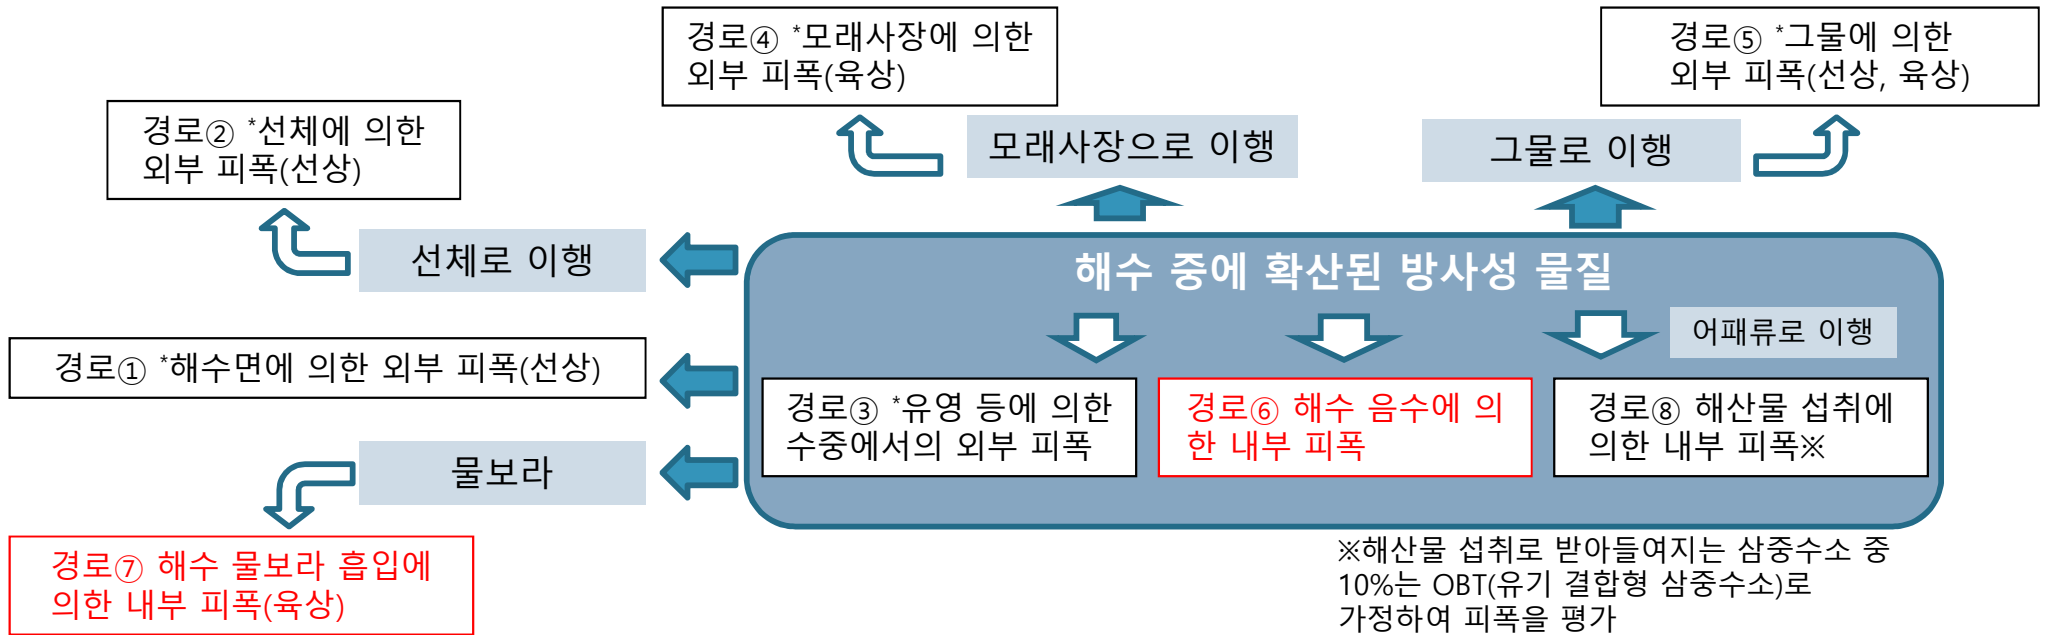 경로④ *모래사장에 의한
외부 피폭(육상)
경로⑤ *그물에 의한
외부 피폭(선상, 육상)
경로② *선체에 의한
외부 피폭(선상)
모래사장으로 이행
그물로 이행
선체로 이행
해수 중에 확산된 방사성 물질
어패류로 이행
경로① *해수면에 의한 외부 피폭(선상)
경로③ *유영 등에 의한
수중에서의 외부 피폭
경로⑥ 해수 음수에 의
한 내부 피폭
경로⑧ 해산물 섭취에
의한 내부 피폭※
물보라
경로⑦ 해수 물보라 흡입에
의한 내부 피폭(육상)
※해산물 섭취로 받아들여지는 삼중수소 중
10%는 OBT(유기 결합형 삼중수소)로
가정하여 피폭을 평가